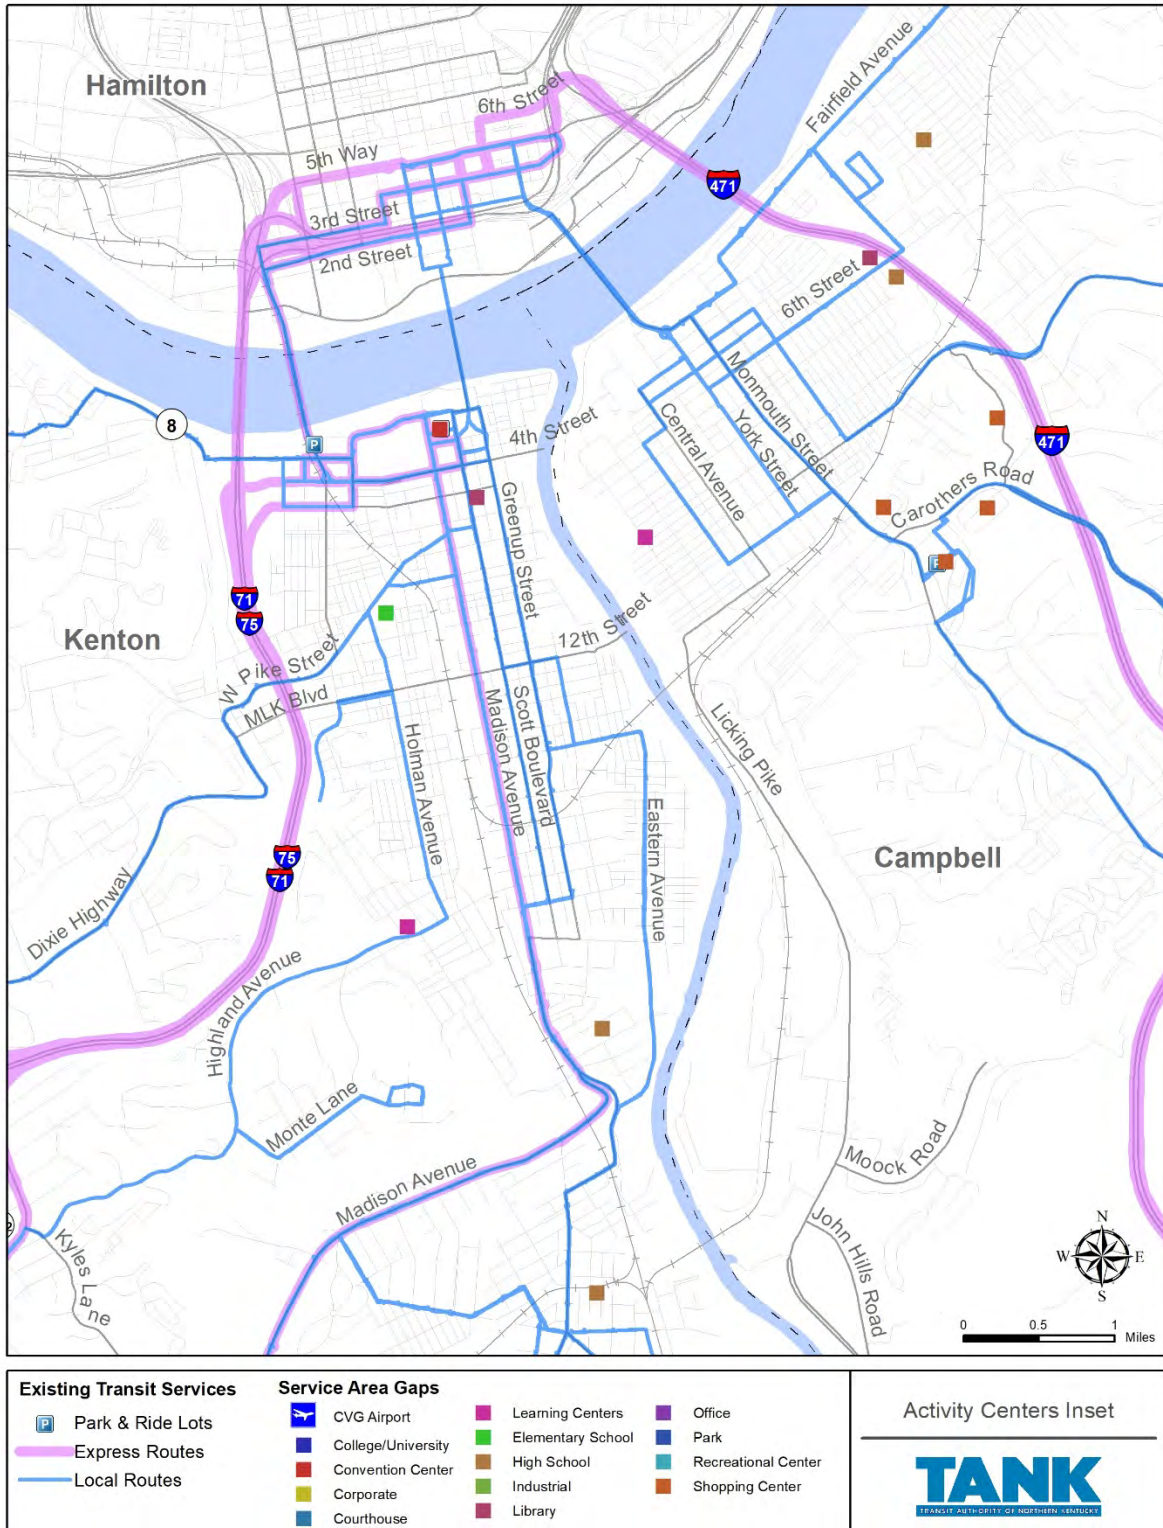 Hamilton
6th Street
Fairfield Avenue
5th Way
471
3rd Street
2nd Street
6th Street
8
4th Street
Monmouth Street
York Street
Central Avenue
471
Carothers Road
P
P
Greenup Street
71
75
Kenton
12th Street
W Pike Street
MLK Blvd
Licking Pike
Scott Boulevard
Madison Avenue
Holman Avenue
Eastern Avenue
75
71
Campbell
Dixie Highway
Highland Avenue
Monte Lane
Moock Road
Madison Avenue
John Hills Road
Kyles Lane
N
W E
S
0 0.5 1
Miles
Existing Transit Services
P Park & Ride Lots
Express Routes
Local Routes
Service Area Gaps
CVG Airport
College/University
Convention Center
Corporate
Courthouse
Learning Centers
Elementary School
High School
Industrial
Library
Office
Park
Recreational Center
Shopping Center
Activity Centers Inset
TANK
TRANSIT AUTHORITY OF NORTHERN KENTUCKY